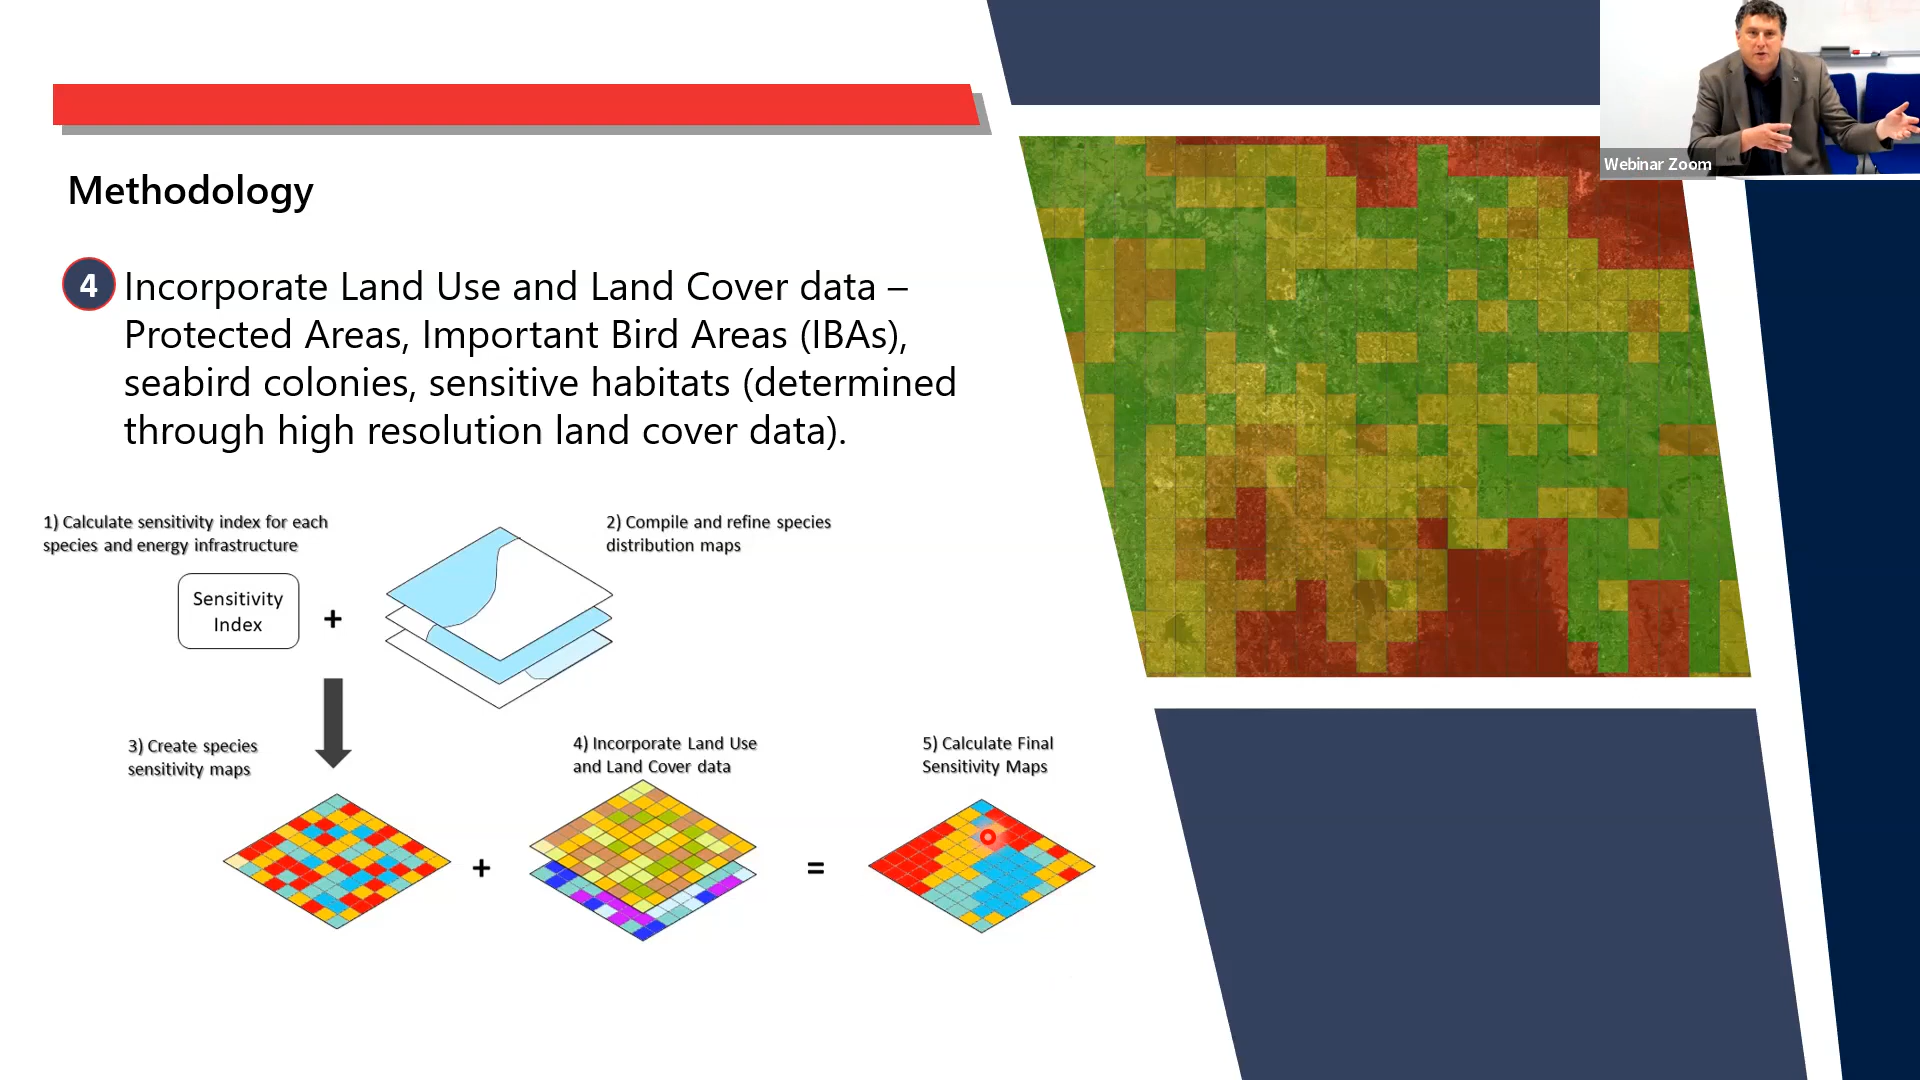 Webinar Zoom
Methodology
4
Incorporate Land Use and Land Cover data –
Protected Areas, Important Bird Areas (IBAs),
seabird colonies, sensitive habitats (determined
through high resolution land cover data).
1) Calculate sensitivity index for each
species and energy infrastructure
2) Compile and refine species
distribution maps
Sensitivity
Index
+
3) Create species
sensitivity maps
4) Incorporate Land Use
and Land Cover data
5) Calculate Final
Sensitivity Maps
+
=